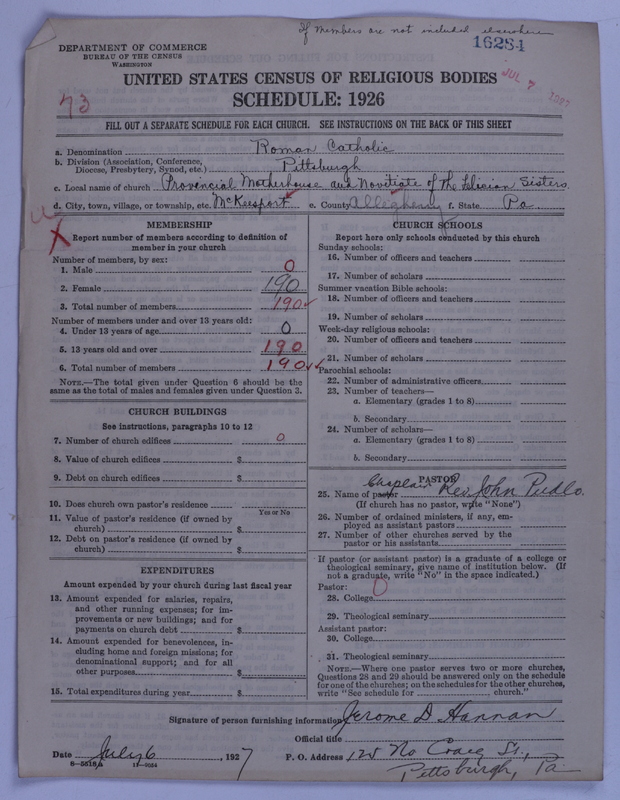 If members are not included elsewhere
16284
DEPARTMENT OF COMMERCE
BUREAU OF THE CENSUS
WASHINGTON
JUL 7 1927
UNITED STATES CENSUS OF RELIGIOUS BODIES
73
SCHEDULE: 1926
FILL OUT A SEPARATE SCHEDULE FOR EACH CHURCH. SEE INSTRUCTIONS ON THE BACK OF THIS SHEET
a. Denomination Roman Catholic
b. Division (Association, Conference, Diocese, Presbytery, Synod, etc.) Pittsburgh
c. Local name of church Provincial Motherhouse and Novitiate of the Felician Sisters
d. City, town, village, or township, etc. McKeesport e. County Allegheny f. State Pa
X
MEMBERSHIP
Report number of members according to definition of
member in your church
Number of members, by sex:
1. Male 0
2. Female 190
3. Total number of members 190
Number of members under and over 13 years old:
4. Under 13 years of age 0
5. 13 years old and over 190
6. Total number of members 190
NOTE.—The total given under Question 6 should be the
same as the total of males and females given under Question 3.
CHURCH BUILDINGS
See instructions, paragraphs 10 to 12
7. Number of church edifices 0
8. Value of church edifices $
9. Debt on church edifices $
10. Does church own pastor's residence
Yes or No
11. Value of pastor's residence (if owned by
church) $
12. Debt on pastor's residence (if owned by
church) $
EXPENDITURES
Amount expended by your church during last fiscal year
13. Amount expended for salaries, repairs,
and other running expenses; for im-
provements or new buildings; and for
payments on church debt $
14. Amount expended for benevolences, in-
cluding home and foreign missions; for
denominational support; and for all
other purposes $
15. Total expenditures during year $
CHURCH SCHOOLS
Report here only schools conducted by this church
Sunday schools:
16. Number of officers and teachers
17. Number of scholars
Summer vacation Bible schools:
18. Number of officers and teachers
19. Number of scholars
Week-day religious schools:
20. Number of officers and teachers
21. Number of scholars
Parochial schools:
22. Number of administrative officers
23. Number of teachers—
a. Elementary (grades 1 to 8)
b. Secondary
24. Number of scholars—
a. Elementary (grades 1 to 8)
b. Secondary
PASTOR
Chaplain
25. Name of pastor Rev. John Pudlo.
(If church has no pastor, write "None")
26. Number of ordained ministers, if any, em-
ployed as assistant pastors
27. Number of other churches served by the
pastor or his assistants
If pastor (or assistant pastor) is a graduate of a college or
theological seminary, give name of institution below. (If
not a graduate, write "No" in the space indicated.)
Pastor: 0
28. College
29. Theological seminary
Assistant pastor:
30. College
31. Theological seminary
NOTE.—Where one pastor serves two or more churches,
Questions 28 and 29 should be answered only on the schedule
for one of the churches; on the schedules for the other churches,
write "See schedule for church."
Signature of person furnishing information Jerome D. Hannan
Official title
Date July 6, 1927 P. O. Address 125 No Craig St.,
8-5518a 11-9034
Pittsburgh, Pa